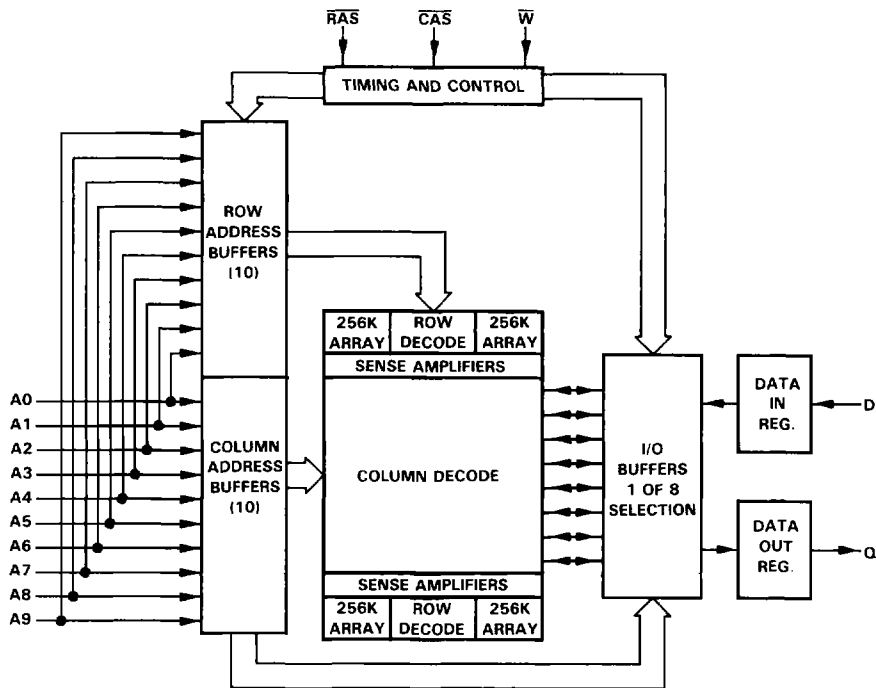 R̅A̅S̅ C̅A̅S̅ W̅
TIMING AND CONTROL
ROW
ADDRESS
BUFFERS
(10)
256K
ARRAY
ROW
DECODE
256K
ARRAY
SENSE AMPLIFIERS
A0
A1
A2
A3
A4
A5
A6
A7
A8
A9
COLUMN
ADDRESS
BUFFERS
(10)
COLUMN DECODE
I/O
BUFFERS
1 OF 8
SELECTION
DATA
IN
REG.
D
DATA
OUT
REG.
Q
SENSE AMPLIFIERS
256K
ARRAY
ROW
DECODE
256K
ARRAY